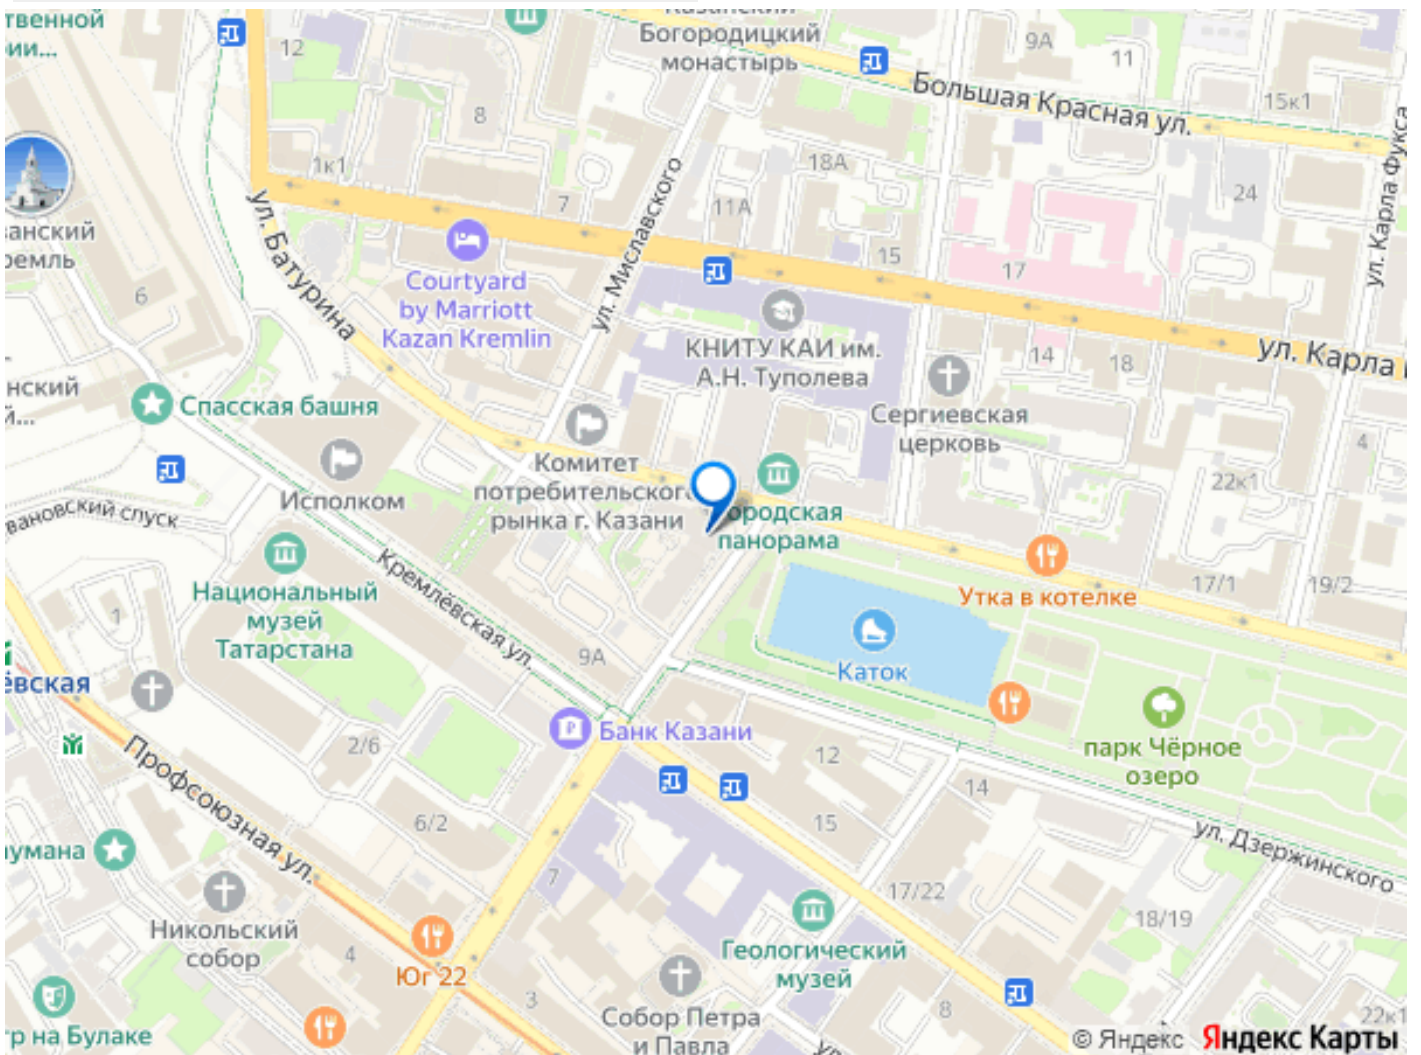 твенной
ии...
12
Казанский
Богородицкий
монастырь
9А
11
Большая Красная ул.
15к1
ул. Карла Фукса
8
1к1
18А
24
анский
ремль
ул. Батурина
7
ул. Миславского
11А
15
17
6
Courtyard
by Marriott
Kazan Kremlin
КНИТУ КАИ им.
А.Н. Туполева
14
18
ул. Карла
нский
й...
Спасская башня
Сергиевская
церковь
4
Исполком
Комитет
потребительского
рынка г. Казани
22к1
вановский спуск
ородская
панорама
Кремлёвская ул.
Национальный
музей
Татарстана
1
Утка в котелке
17/1
19/2
9А
Каток
ёвская
Банк Казани
2/6
12
парк Чёрное
озеро
Профсоюзная ул.
14
6/2
15
ул. Дзержинского
аумана
7
17/22
18/19
Никольский
собор
4
Юг 22
Геологический
музей
3
8
Собор Петра
и Павла
тр на Булаке
ул.
22к1
© Яндекс Яндекс Карты